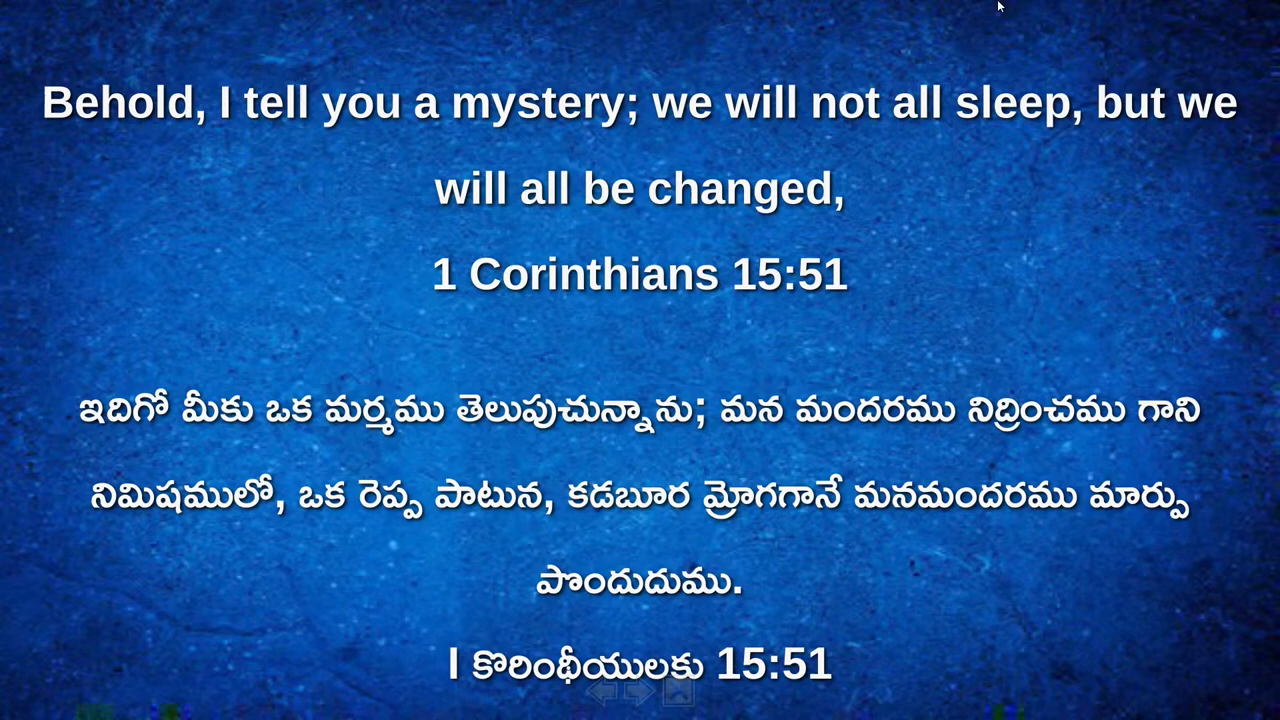 Behold, I tell you a mystery; we will not all sleep, but we
will all be changed,
1 Corinthians 15:51
ఇదిగో మీకు ఒక మర్మము తెలుపుచున్నాను; మన మందరము నిద్రించము గాని
నిమిషములో, ఒక రెప్ప పాటున, కడబూర మ్రోగగానే మనమందరము మార్పు
పొందుదుము.
I కొరింథీయులకు 15:51